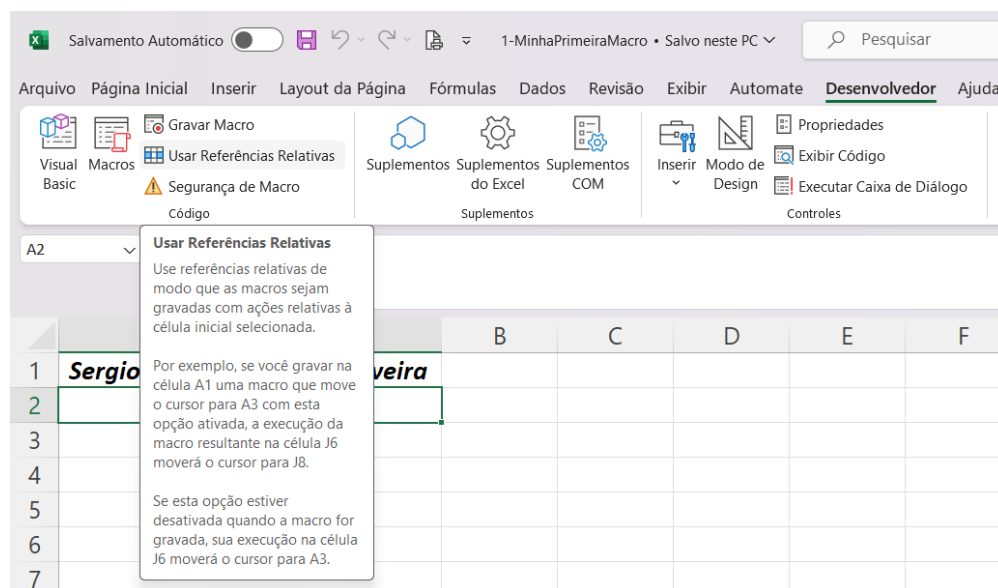 Salvamento Automático
1-MinhaPrimeiraMacro • Salvo neste PC
Pesquisar
Arquivo Página Inicial Inserir Layout da Página Fórmulas Dados Revisão Exibir Automate Desenvolvedor Ajuda
Visual
Basic
Macros
Gravar Macro
Usar Referências Relativas
Segurança de Macro
Código
Suplementos
Suplementos
do Excel
Suplementos
COM
Suplementos
Inserir
Modo de
Design
Propriedades
Exibir Código
Executar Caixa de Diálogo
Controles
A2
Usar Referências Relativas
Use referências relativas de
modo que as macros sejam
gravadas com ações relativas à
célula inicial selecionada.
Por exemplo, se você gravar na
célula A1 uma macro que move
o cursor para A3 com esta
opção ativada, a execução da
macro resultante na célula J6
moverá o cursor para J8.
Se esta opção estiver
desativada quando a macro for
gravada, sua execução na célula
J6 moverá o cursor para A3.
B C D E F
1 Sergio veira
2
3
4
5
6
7